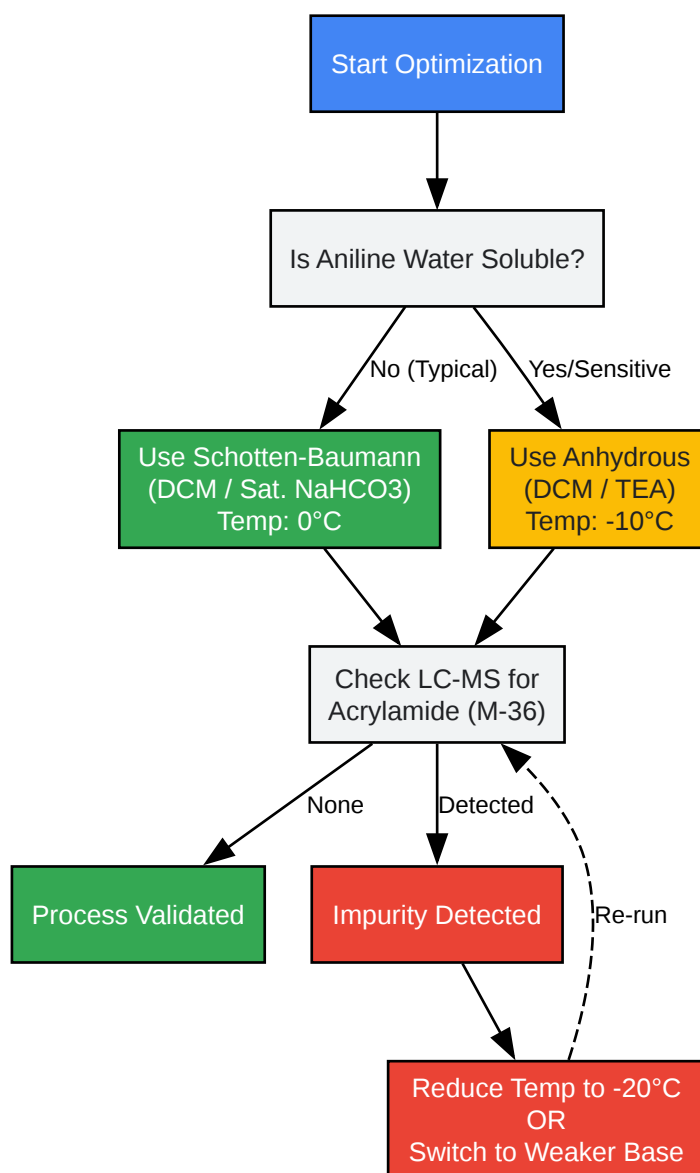 Start Optimization
Is Aniline Water Soluble?
No (Typical)
Yes/Sensitive
Use Schotten-Baumann
(DCM / Sat. NaHCO3)
Temp: 0°C
Use Anhydrous
(DCM / TEA)
Temp: -10°C
Check LC-MS for
Acrylamide (M-36)
None
Detected
Process Validated
Impurity Detected
Re-run
Reduce Temp to -20°C
OR
Switch to Weaker Base